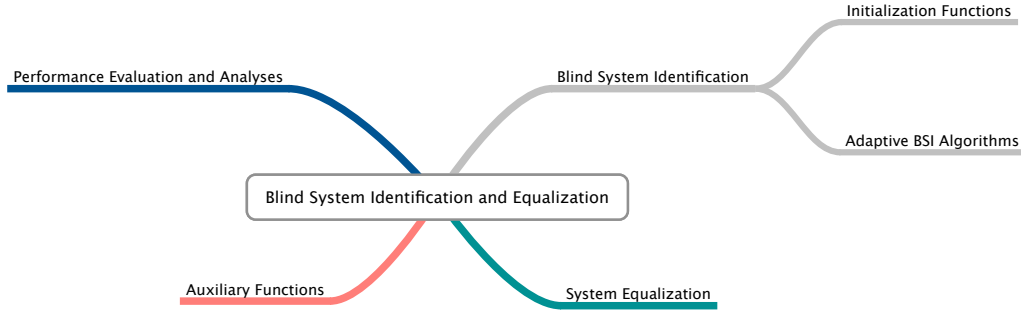 Initialization Functions
Performance Evaluation and Analyses
Blind System Identification
Adaptive BSI Algorithms
Blind System Identification and Equalization
Auxiliary Functions
System Equalization